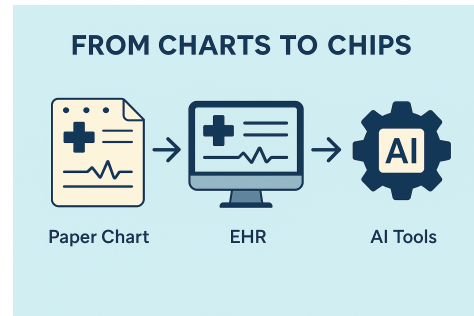 FROM CHARTS TO CHIPS
AI
Paper Chart
EHR
AI Tools